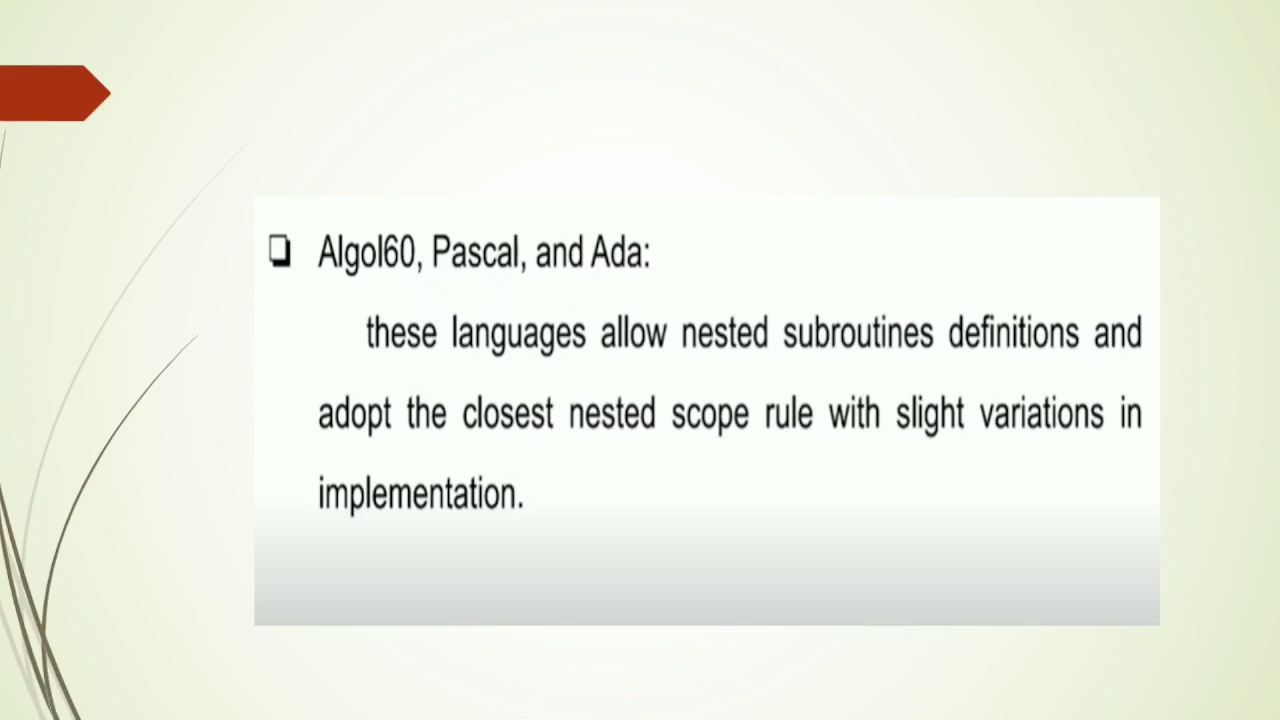 ❏ Algol60, Pascal, and Ada:
these languages allow nested subroutines definitions and
adopt the closest nested scope rule with slight variations in
implementation.